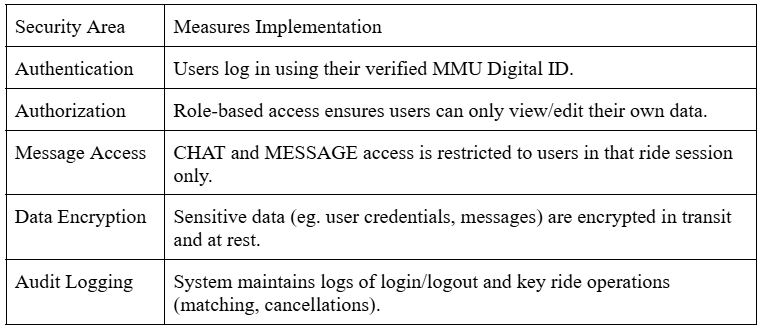 Security Area Measures Implementation
Authentication Users log in using their verified MMU Digital ID.
Authorization Role-based access ensures users can only view/edit their own data.
Message Access CHAT and MESSAGE access is restricted to users in that ride session
only.
Data Encryption Sensitive data (eg. user credentials, messages) are encrypted in transit
and at rest.
Audit Logging System maintains logs of login/logout and key ride operations
(matching, cancellations).